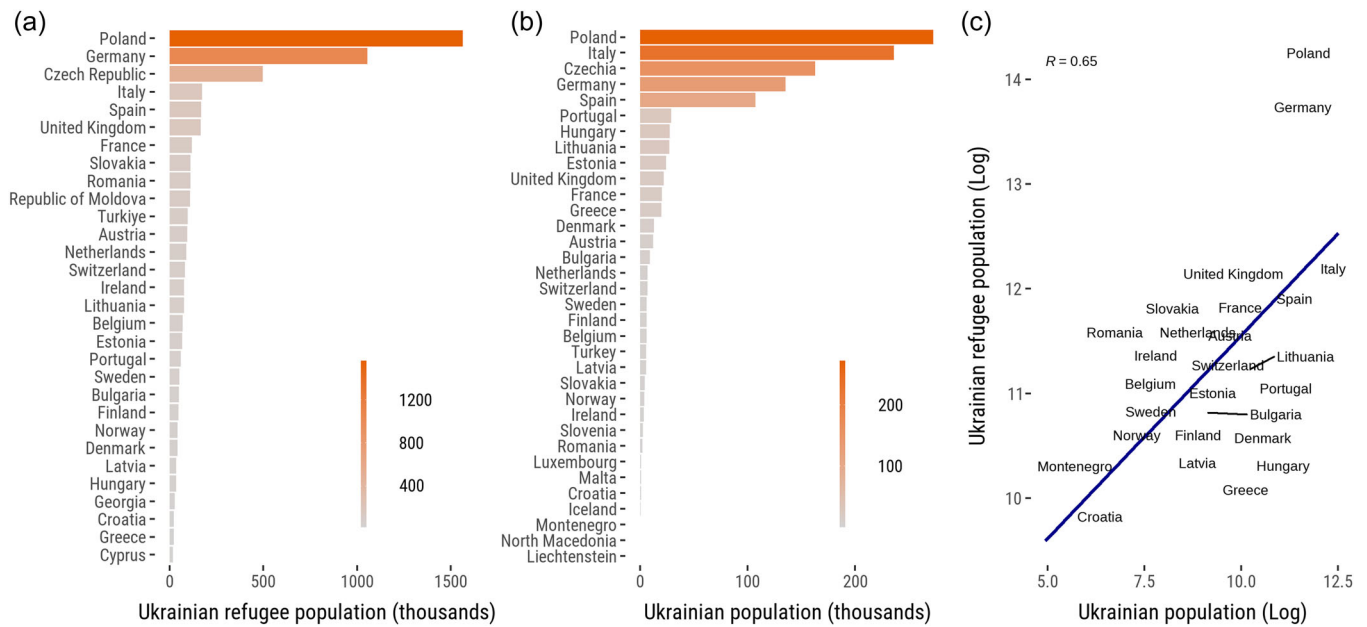 (a)
Poland
Germany
Czech Republic
Italy
Spain
United Kingdom
France
Slovakia
Romania
Republic of Moldova
Turkiye
Austria
Netherlands
Switzerland
Ireland
Lithuania
Belgium
Estonia
Portugal
Sweden
Bulgaria
Finland
Norway
Denmark
Latvia
Hungary
Georgia
Croatia
Greece
Cyprus
1200
800
400
0
500
1000
1500
Ukrainian refugee population (thousands)
(b)
Poland
Italy
Czechia
Germany
Spain
Portugal
Hungary
Lithuania
Estonia
United Kingdom
France
Greece
Denmark
Austria
Bulgaria
Netherlands
Switzerland
Sweden
Finland
Belgium
Turkey
Latvia
Slovakia
Norway
Ireland
Slovenia
Romania
Luxembourg
Malta
Croatia
Iceland
Montenegro
North Macedonia
Liechtenstein
200
100
0
100
200
Ukrainian population (thousands)
(c)
R = 0.65
Ukrainian refugee population (Log)
14
13
12
11
10
Poland
Germany
Italy
United Kingdom
Spain
Slovakia
France
Romania
Netherlands
Austria
Ireland
Lithuania
Switzerland
Belgium
Portugal
Estonia
Sweden
Bulgaria
Norway
Finland
Denmark
Montenegro
Latvia
Hungary
Greece
Croatia
5.0
7.5
10.0
12.5
Ukrainian population (Log)